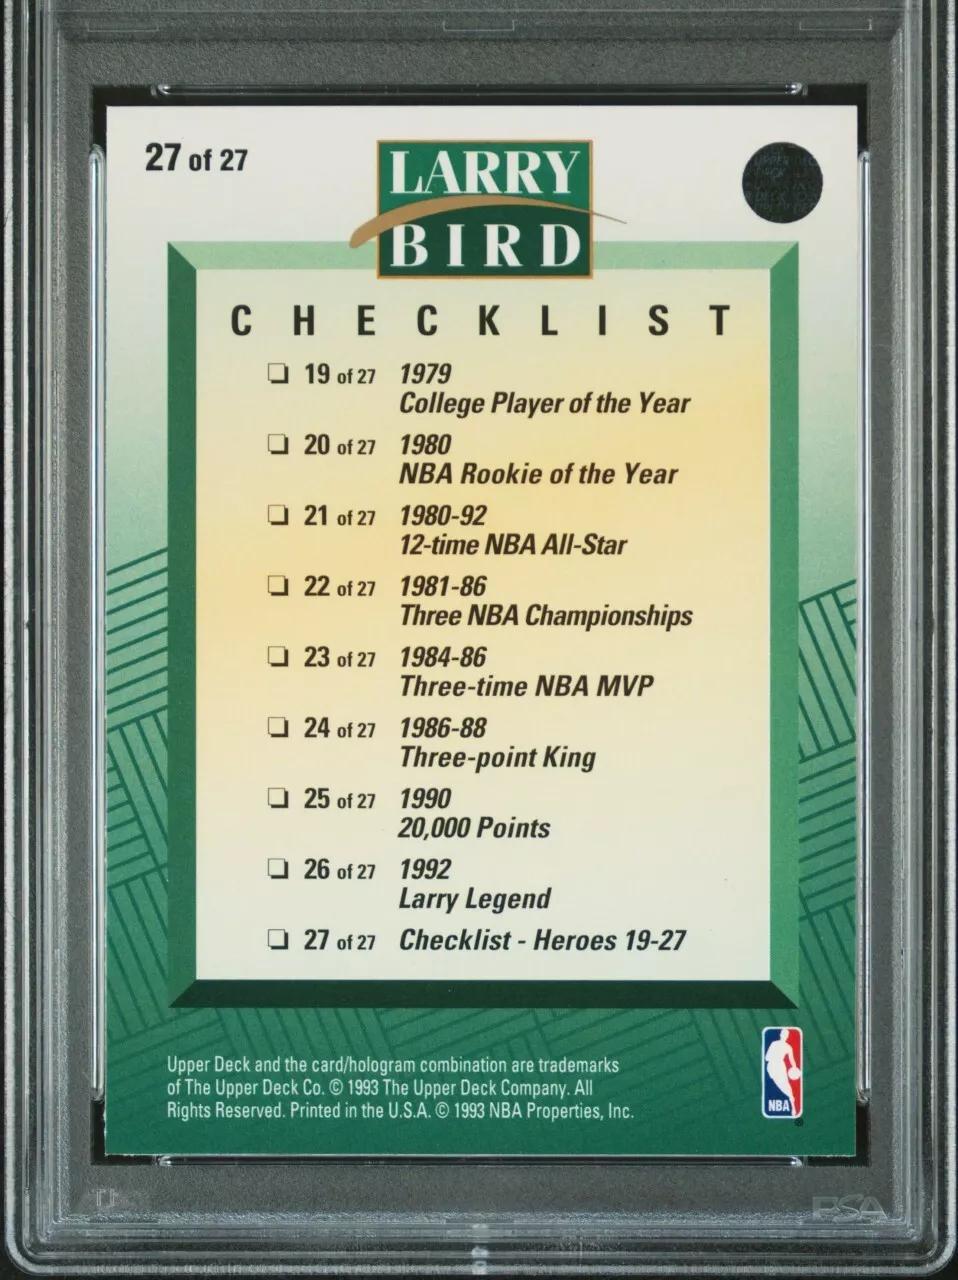 27 of 27
LARRY
BIRD
CHECKLIST
❏ 19 of 27 1979
College Player of the Year
❏ 20 of 27 1980
NBA Rookie of the Year
❏ 21 of 27 1980-92
12-time NBA All-Star
❏ 22 of 27 1981-86
Three NBA Championships
❏ 23 of 27 1984-86
Three-time NBA MVP
❏ 24 of 27 1986-88
Three-point King
❏ 25 of 27 1990
20,000 Points
❏ 26 of 27 1992
Larry Legend
❏ 27 of 27 Checklist - Heroes 19-27
Upper Deck and the card/hologram combination are trademarks
of The Upper Deck Co. © 1993 The Upper Deck Company. All
Rights Reserved. Printed in the U.S.A. © 1993 NBA Properties, Inc.
NBA
®
PSA